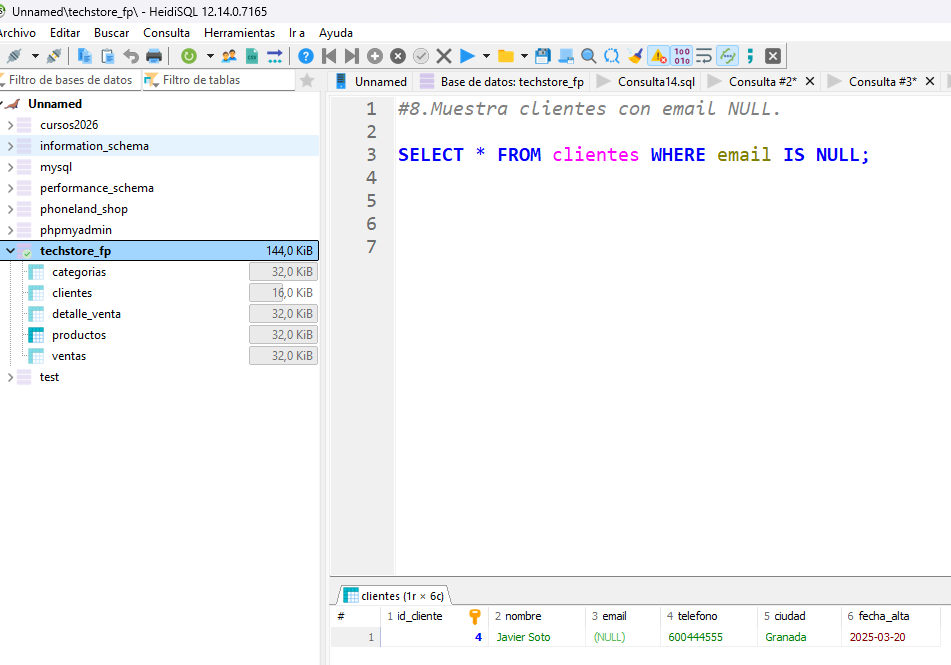 Unnamed\techstore_fp\ - HeidiSQL 12.14.0.7165
Archivo Editar Buscar Consulta Herramientas Ir a Ayuda
Filtro de bases de datos Filtro de tablas
Unnamed Base de datos: techstore_fp Consulta14.sql Consulta #2* Consulta #3*
Unnamed
cursos2026
information_schema
mysql
performance_schema
phoneland_shop
phpmyadmin
techstore_fp 144,0 KiB
categorias 32,0 KiB
clientes 16,0 KiB
detalle_venta 32,0 KiB
productos 32,0 KiB
ventas 32,0 KiB
test
1 #8.Muestra clientes con email NULL.
2
3 SELECT * FROM clientes WHERE email IS NULL;
4
5
6
7
clientes (1r × 6c)
# 1 id_cliente 2 nombre 3 email 4 telefono 5 ciudad 6 fecha_alta
1 4 Javier Soto (NULL) 600444555 Granada 2025-03-20